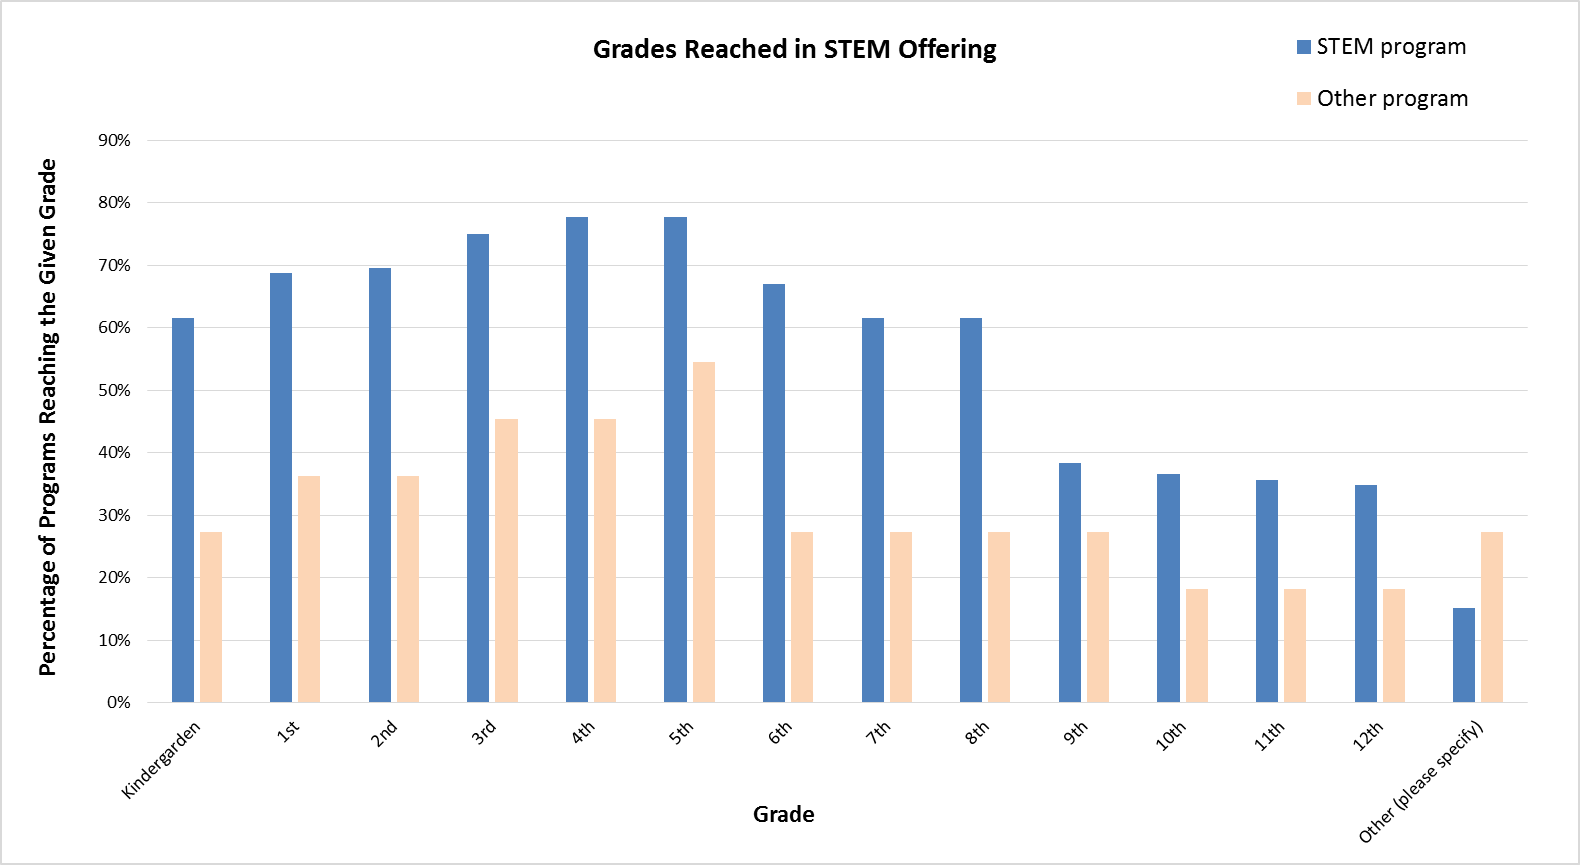 Grades Reached in STEM Offering
STEM program
Other program
Percentage of Programs Reaching the Given Grade
90%
80%
70%
60%
50%
40%
30%
20%
10%
0%
Kindergarden
1st
2nd
3rd
4th
5th
6th
7th
8th
9th
10th
11th
12th
Other (please specify)
Grade